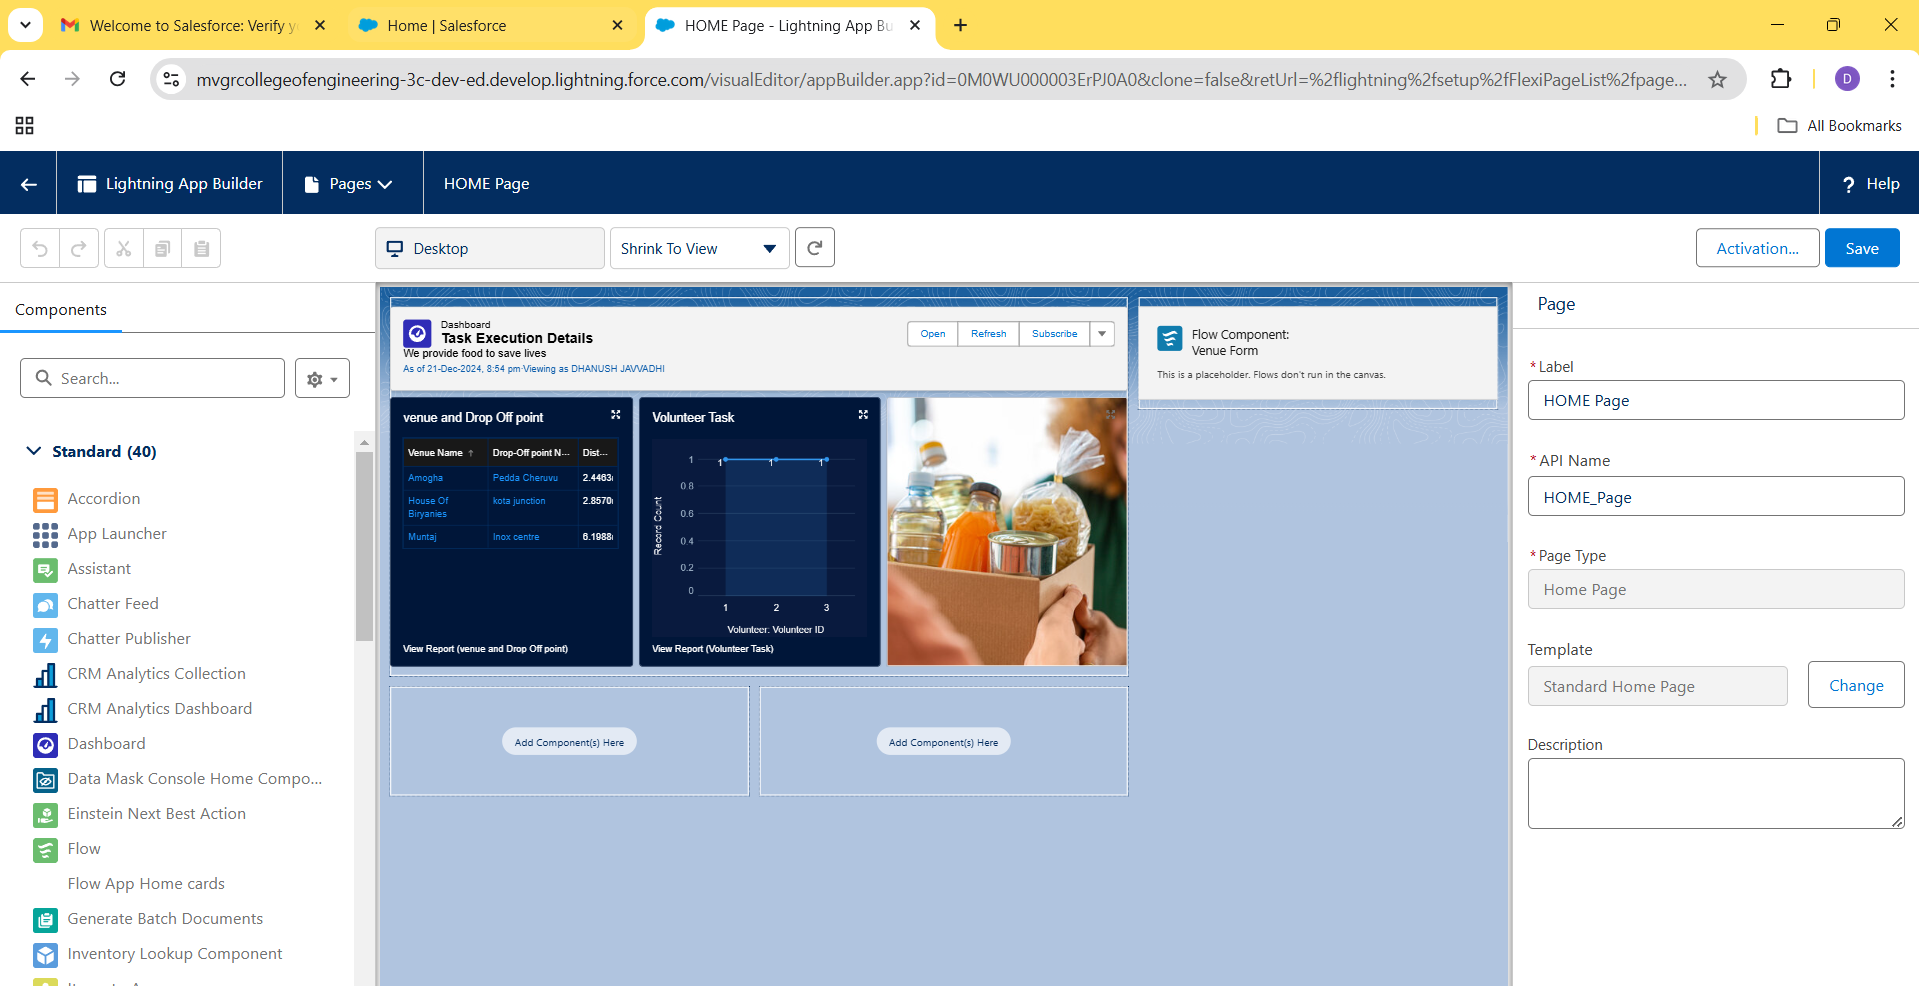 Welcome to Salesforce: Verify y
Home | Salesforce
HOME Page - Lightning App Bu
mvgrcollegeofengineering-3c-dev-ed.develop.lightning.force.com/visualEditor/appBuilder.app?id=0M0WU000003ErPJ0A0&clone=false&retUrl=%2flightning%2fsetup%2fFlexiPageList%2fpage...
D
All Bookmarks
Lightning App Builder
Pages
HOME Page
? Help
Desktop
Shrink To View
Activation...
Save
Components
Search...
Standard (40)
Accordion
App Launcher
Assistant
Chatter Feed
Chatter Publisher
CRM Analytics Collection
CRM Analytics Dashboard
Dashboard
Data Mask Console Home Compo...
Einstein Next Best Action
Flow
Flow App Home cards
Generate Batch Documents
Inventory Lookup Component
Dashboard
Task Execution Details
We provide food to save lives
As of 21-Dec-2024, 8:54 pm·Viewing as DHANUSH JAVVADHI
Open
Refresh
Subscribe
venue and Drop Off point
Venue Name ↑
Drop-Off point N...
Dist...
Amogha
Pedda Cheruvu
2.4463
House Of
Biryanies
kota junction
2.8570
Muntaj
Inox centre
6.1988
View Report (venue and Drop Off point)
Volunteer Task
Record Count
1
0.8
0.6
0.4
0.2
0
1
1
1
1
2
3
Volunteer: Volunteer ID
View Report (Volunteer Task)
Flow Component:
Venue Form
This is a placeholder. Flows don't run in the canvas.
Add Component(s) Here
Add Component(s) Here
Page
*Label
HOME Page
*API Name
HOME_Page
*Page Type
Home Page
Template
Standard Home Page
Change
Description